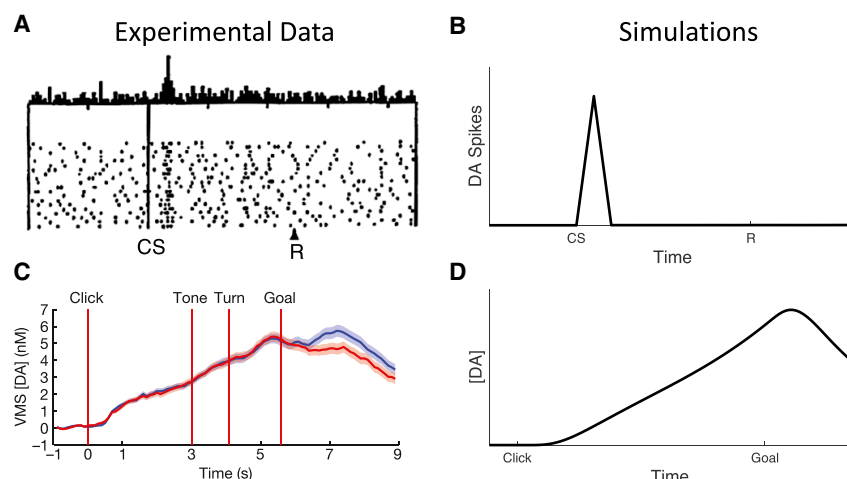 A
Experimental Data
CS
R
B
Simulations
DA Spikes
CS
R
Time
C
Click
Tone
Turn
Goal
VMS [DA] (nM)
7
6
5
4
3
2
1
0
−1
−1
0
1
3
5
7
9
Time (s)
D
[DA]
Click
Goal
Time